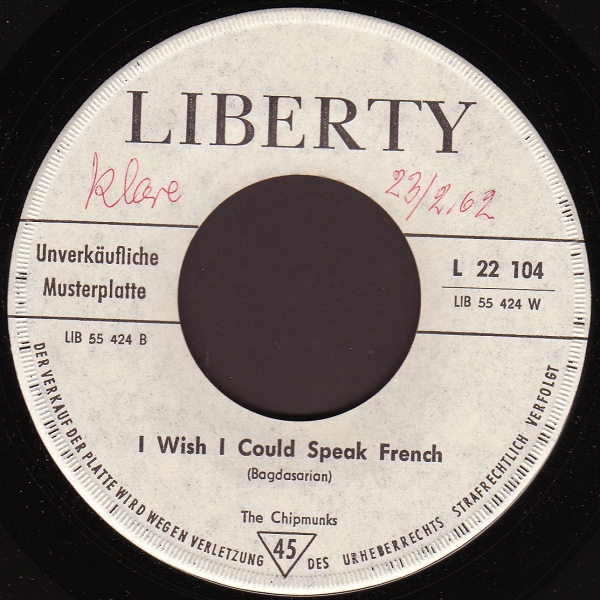 LIBERTY
Klare
23/2.62
Unverkäufliche
Musterplatte
L 22 104
LIB 55 424 W
LIB 55 424 B
I Wish I Could Speak French
(Bagdasarian)
The Chipmunks
45
DER VERKAUF DER PLATTE WIRD WEGEN VERLETZUNG DES URHEBERRECHTS STRAFRECHTLICH VERFOLGT